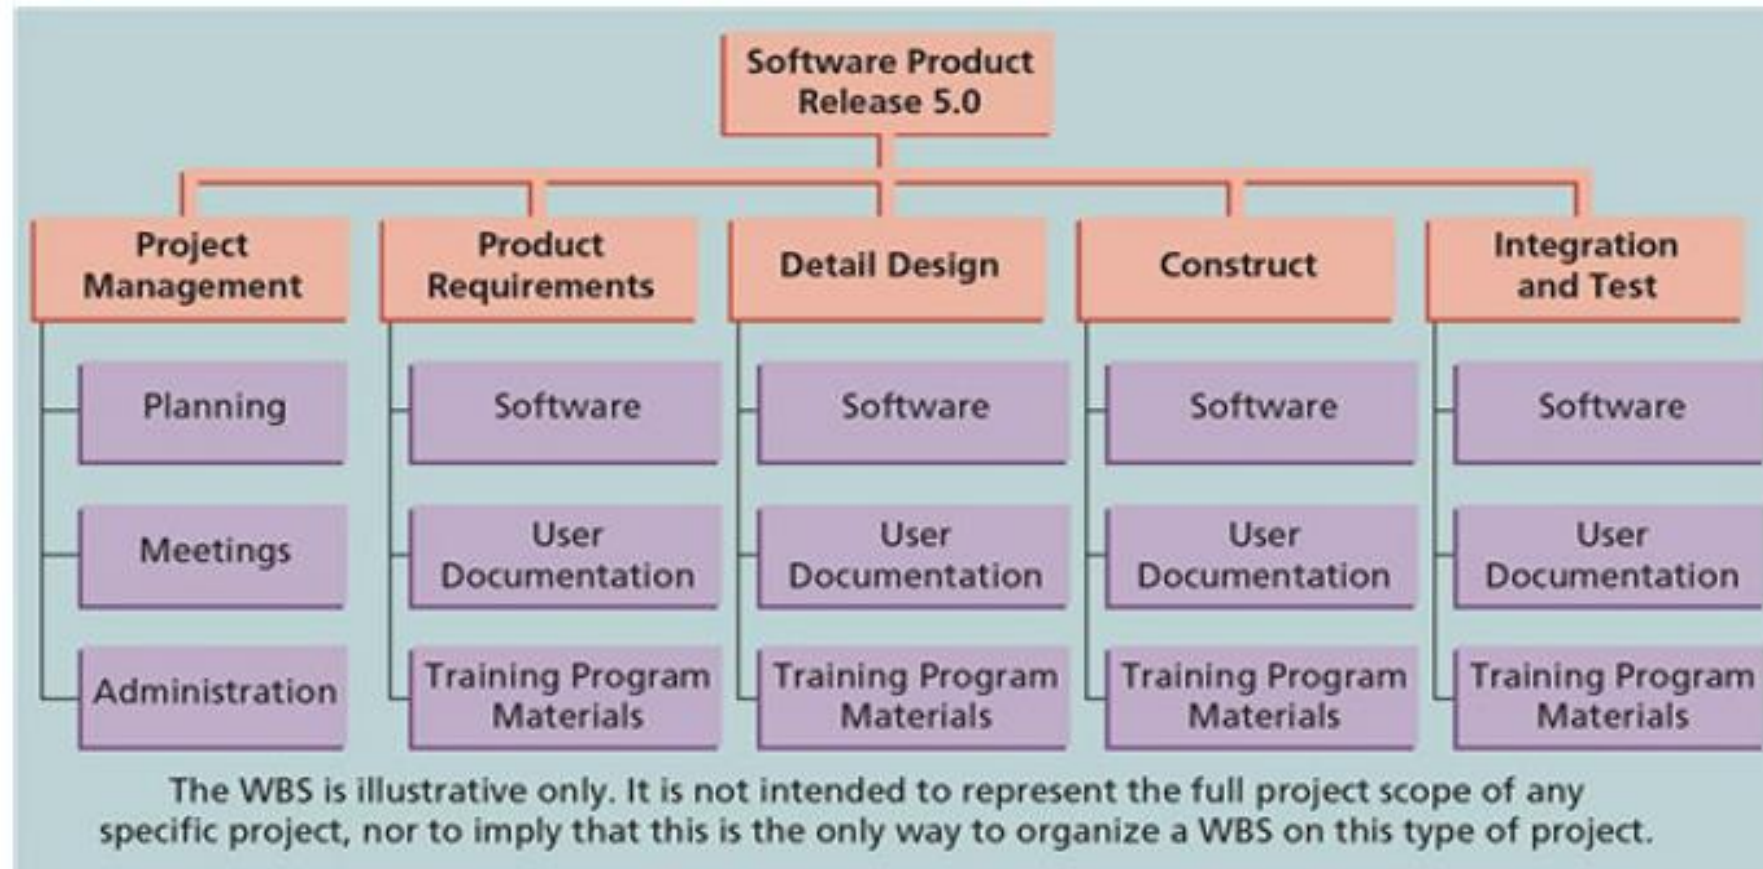 Software Product
Release 5.0
Project
Management
Product
Requirements
Detail Design
Construct
Integration
and Test
Planning
Software
Software
Software
Software
Meetings
User
Documentation
User
Documentation
User
Documentation
User
Documentation
Administration
Training Program
Materials
Training Program
Materials
Training Program
Materials
Training Program
Materials
The WBS is illustrative only. It is not intended to represent the full project scope of any
specific project, nor to imply that this is the only way to organize a WBS on this type of project.